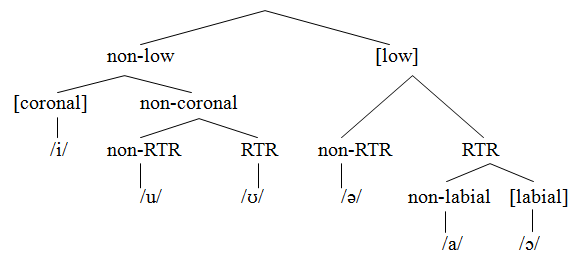 non-low [low]
[coronal] non-coronal
/i/ non-RTR RTR non-RTR RTR
/u/ /ʊ/ /ə/ non-labial [labial]
/a/ /ɔ/